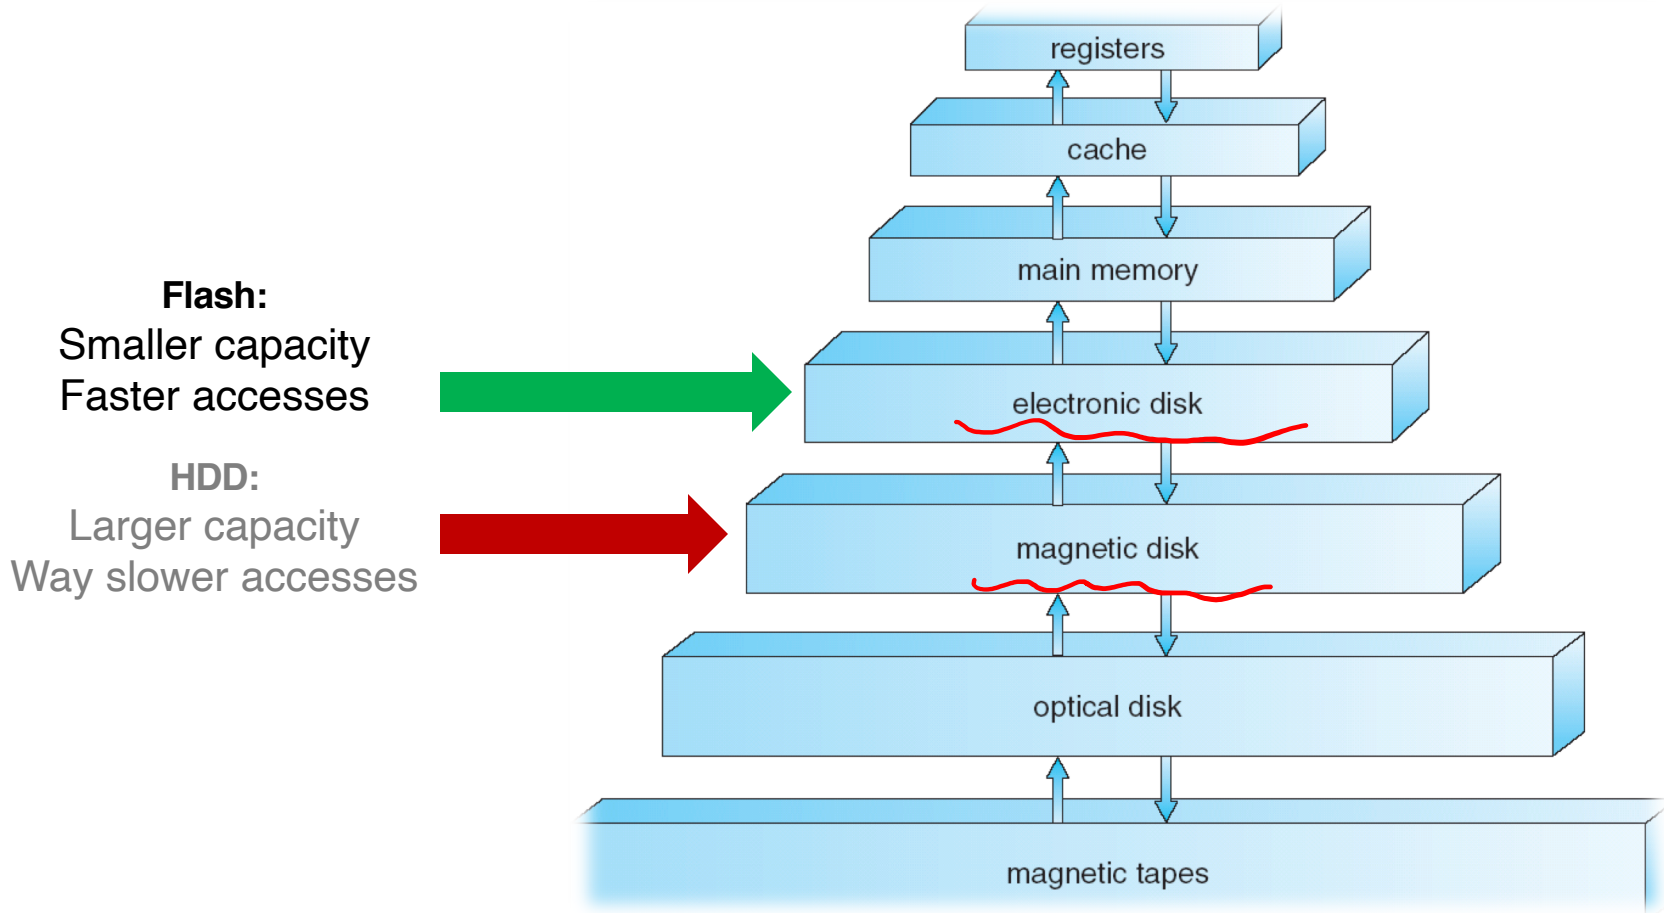 registers
cache
main memory
Flash:
Smaller capacity
Faster accesses
electronic disk
HDD:
Larger capacity
Way slower accesses
magnetic disk
optical disk
magnetic tapes